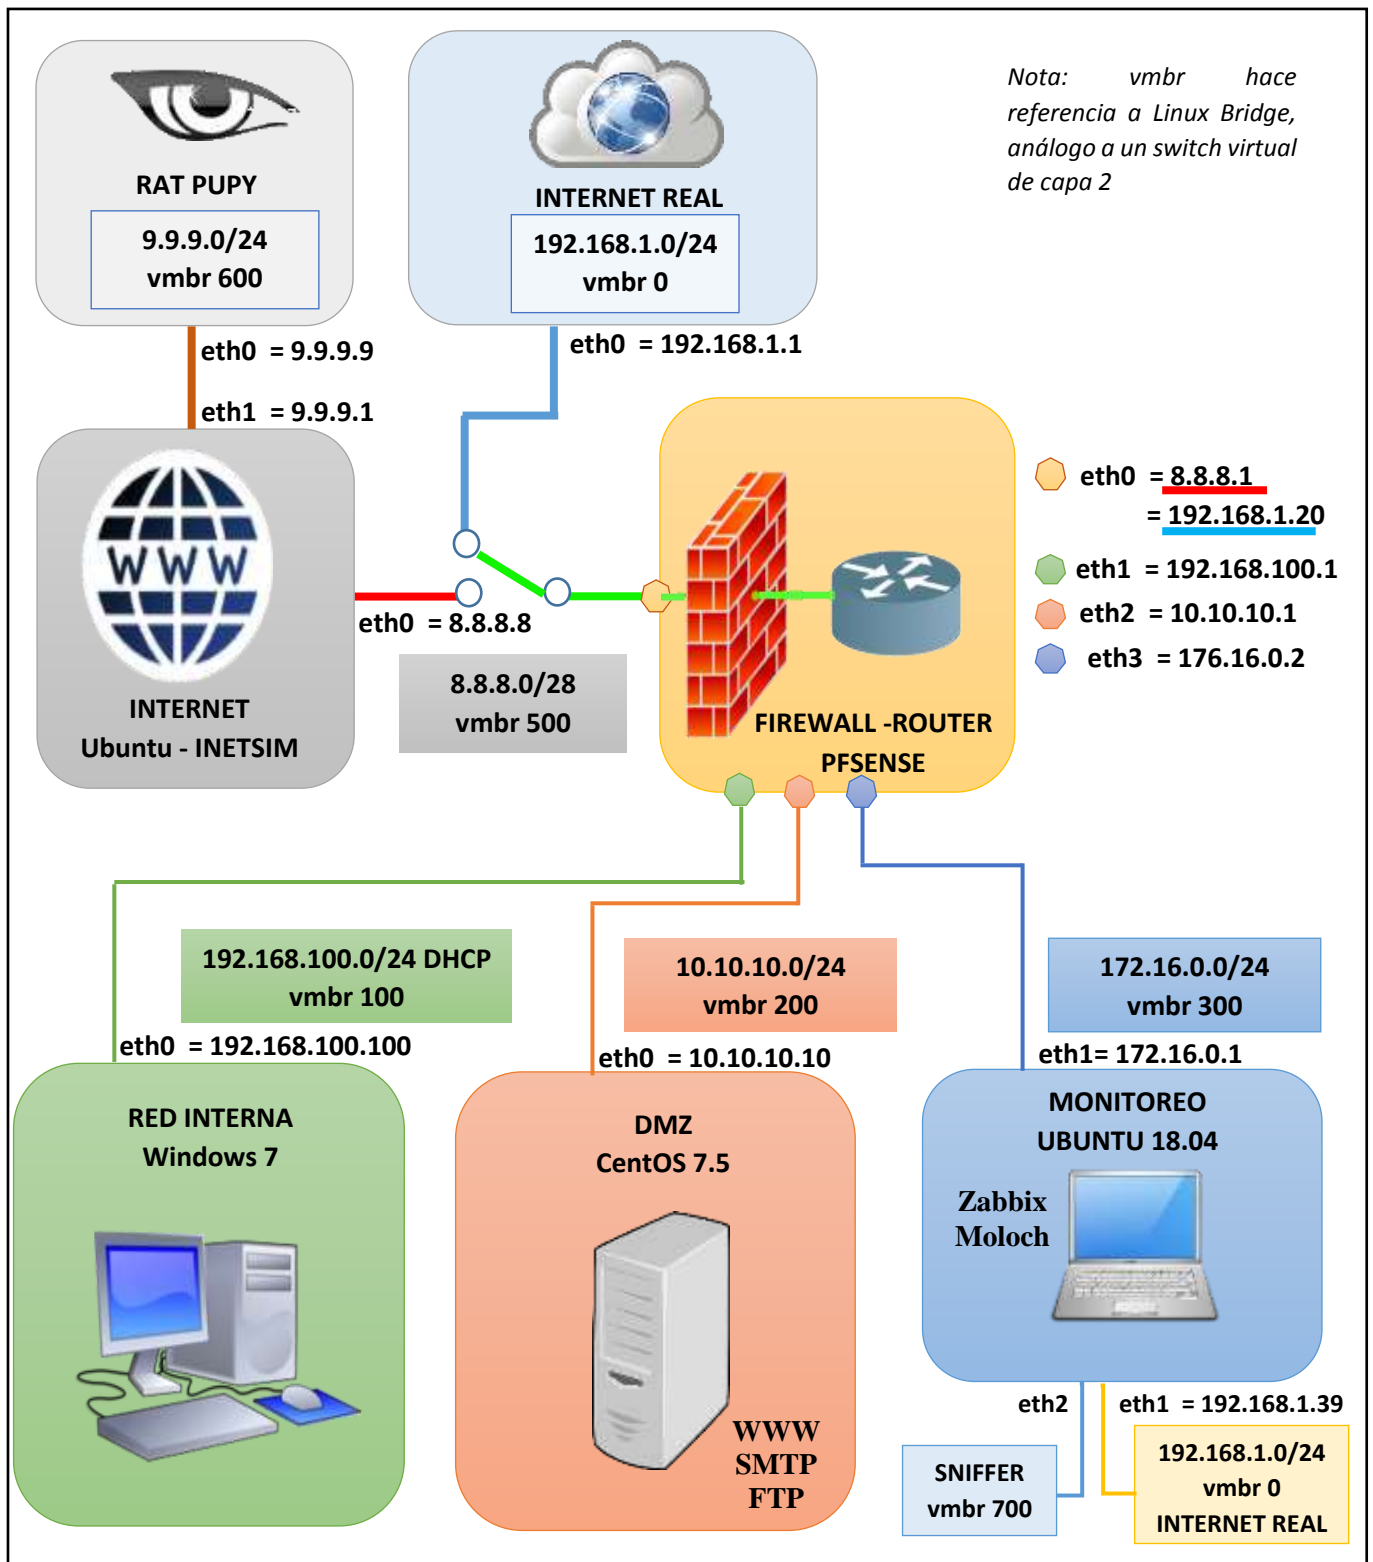 Nota: vmbr hace
referencia a Linux Bridge,
análogo a un switch virtual
de capa 2
RAT PUPY
9.9.9.0/24
vmbr 600
INTERNET REAL
192.168.1.0/24
vmbr 0
eth0 = 9.9.9.9
eth0 = 192.168.1.1
eth1 = 9.9.9.1
WWW
INTERNET
Ubuntu - INETSIM
eth0 = 8.8.8.8
8.8.8.0/28
vmbr 500
FIREWALL -ROUTER
PFSENSE
eth0 = 8.8.8.1
= 192.168.1.20
eth1 = 192.168.100.1
eth2 = 10.10.10.1
eth3 = 176.16.0.2
192.168.100.0/24 DHCP
vmbr 100
eth0 = 192.168.100.100
10.10.10.0/24
vmbr 200
eth0 = 10.10.10.10
172.16.0.0/24
vmbr 300
eth1= 172.16.0.1
RED INTERNA
Windows 7
DMZ
CentOS 7.5
WWW
SMTP
FTP
MONITOREO
UBUNTU 18.04
Zabbix
Moloch
eth2
eth1 = 192.168.1.39
SNIFFER
vmbr 700
192.168.1.0/24
vmbr 0
INTERNET REAL